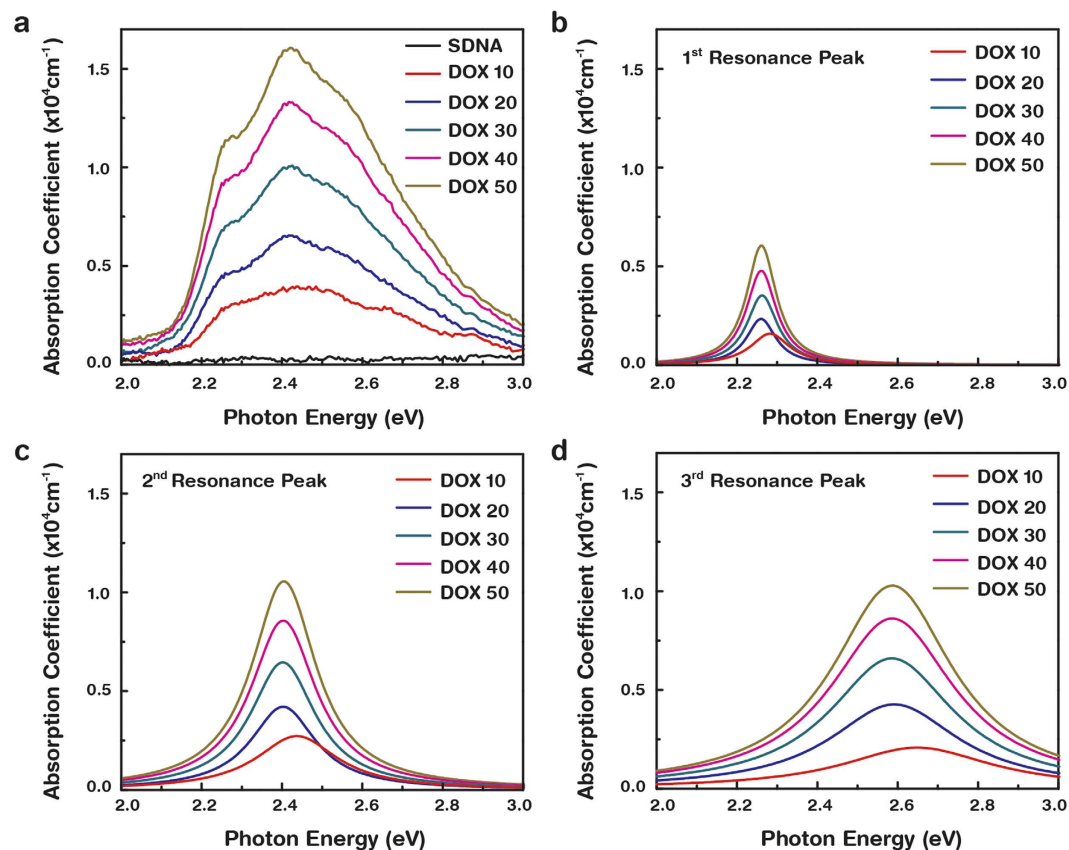 a
Absorption Coefficient (x10⁴cm⁻¹)
1.5
1.0
0.5
0.0
2.0 2.2 2.4 2.6 2.8 3.0
Photon Energy (eV)
SDNA
DOX 10
DOX 20
DOX 30
DOX 40
DOX 50
b
Absorption Coefficient (x10⁴cm⁻¹)
1.5
1.0
0.5
0.0
2.0 2.2 2.4 2.6 2.8 3.0
Photon Energy (eV)
1ˢᵗ Resonance Peak
DOX 10
DOX 20
DOX 30
DOX 40
DOX 50
c
Absorption Coefficient (x10⁴cm⁻¹)
1.5
1.0
0.5
0.0
2.0 2.2 2.4 2.6 2.8 3.0
Photon Energy (eV)
2ⁿᵈ Resonance Peak
DOX 10
DOX 20
DOX 30
DOX 40
DOX 50
d
Absorption Coefficient (x10⁴cm⁻¹)
1.5
1.0
0.5
0.0
2.0 2.2 2.4 2.6 2.8 3.0
Photon Energy (eV)
3ʳᵈ Resonance Peak
DOX 10
DOX 20
DOX 30
DOX 40
DOX 50